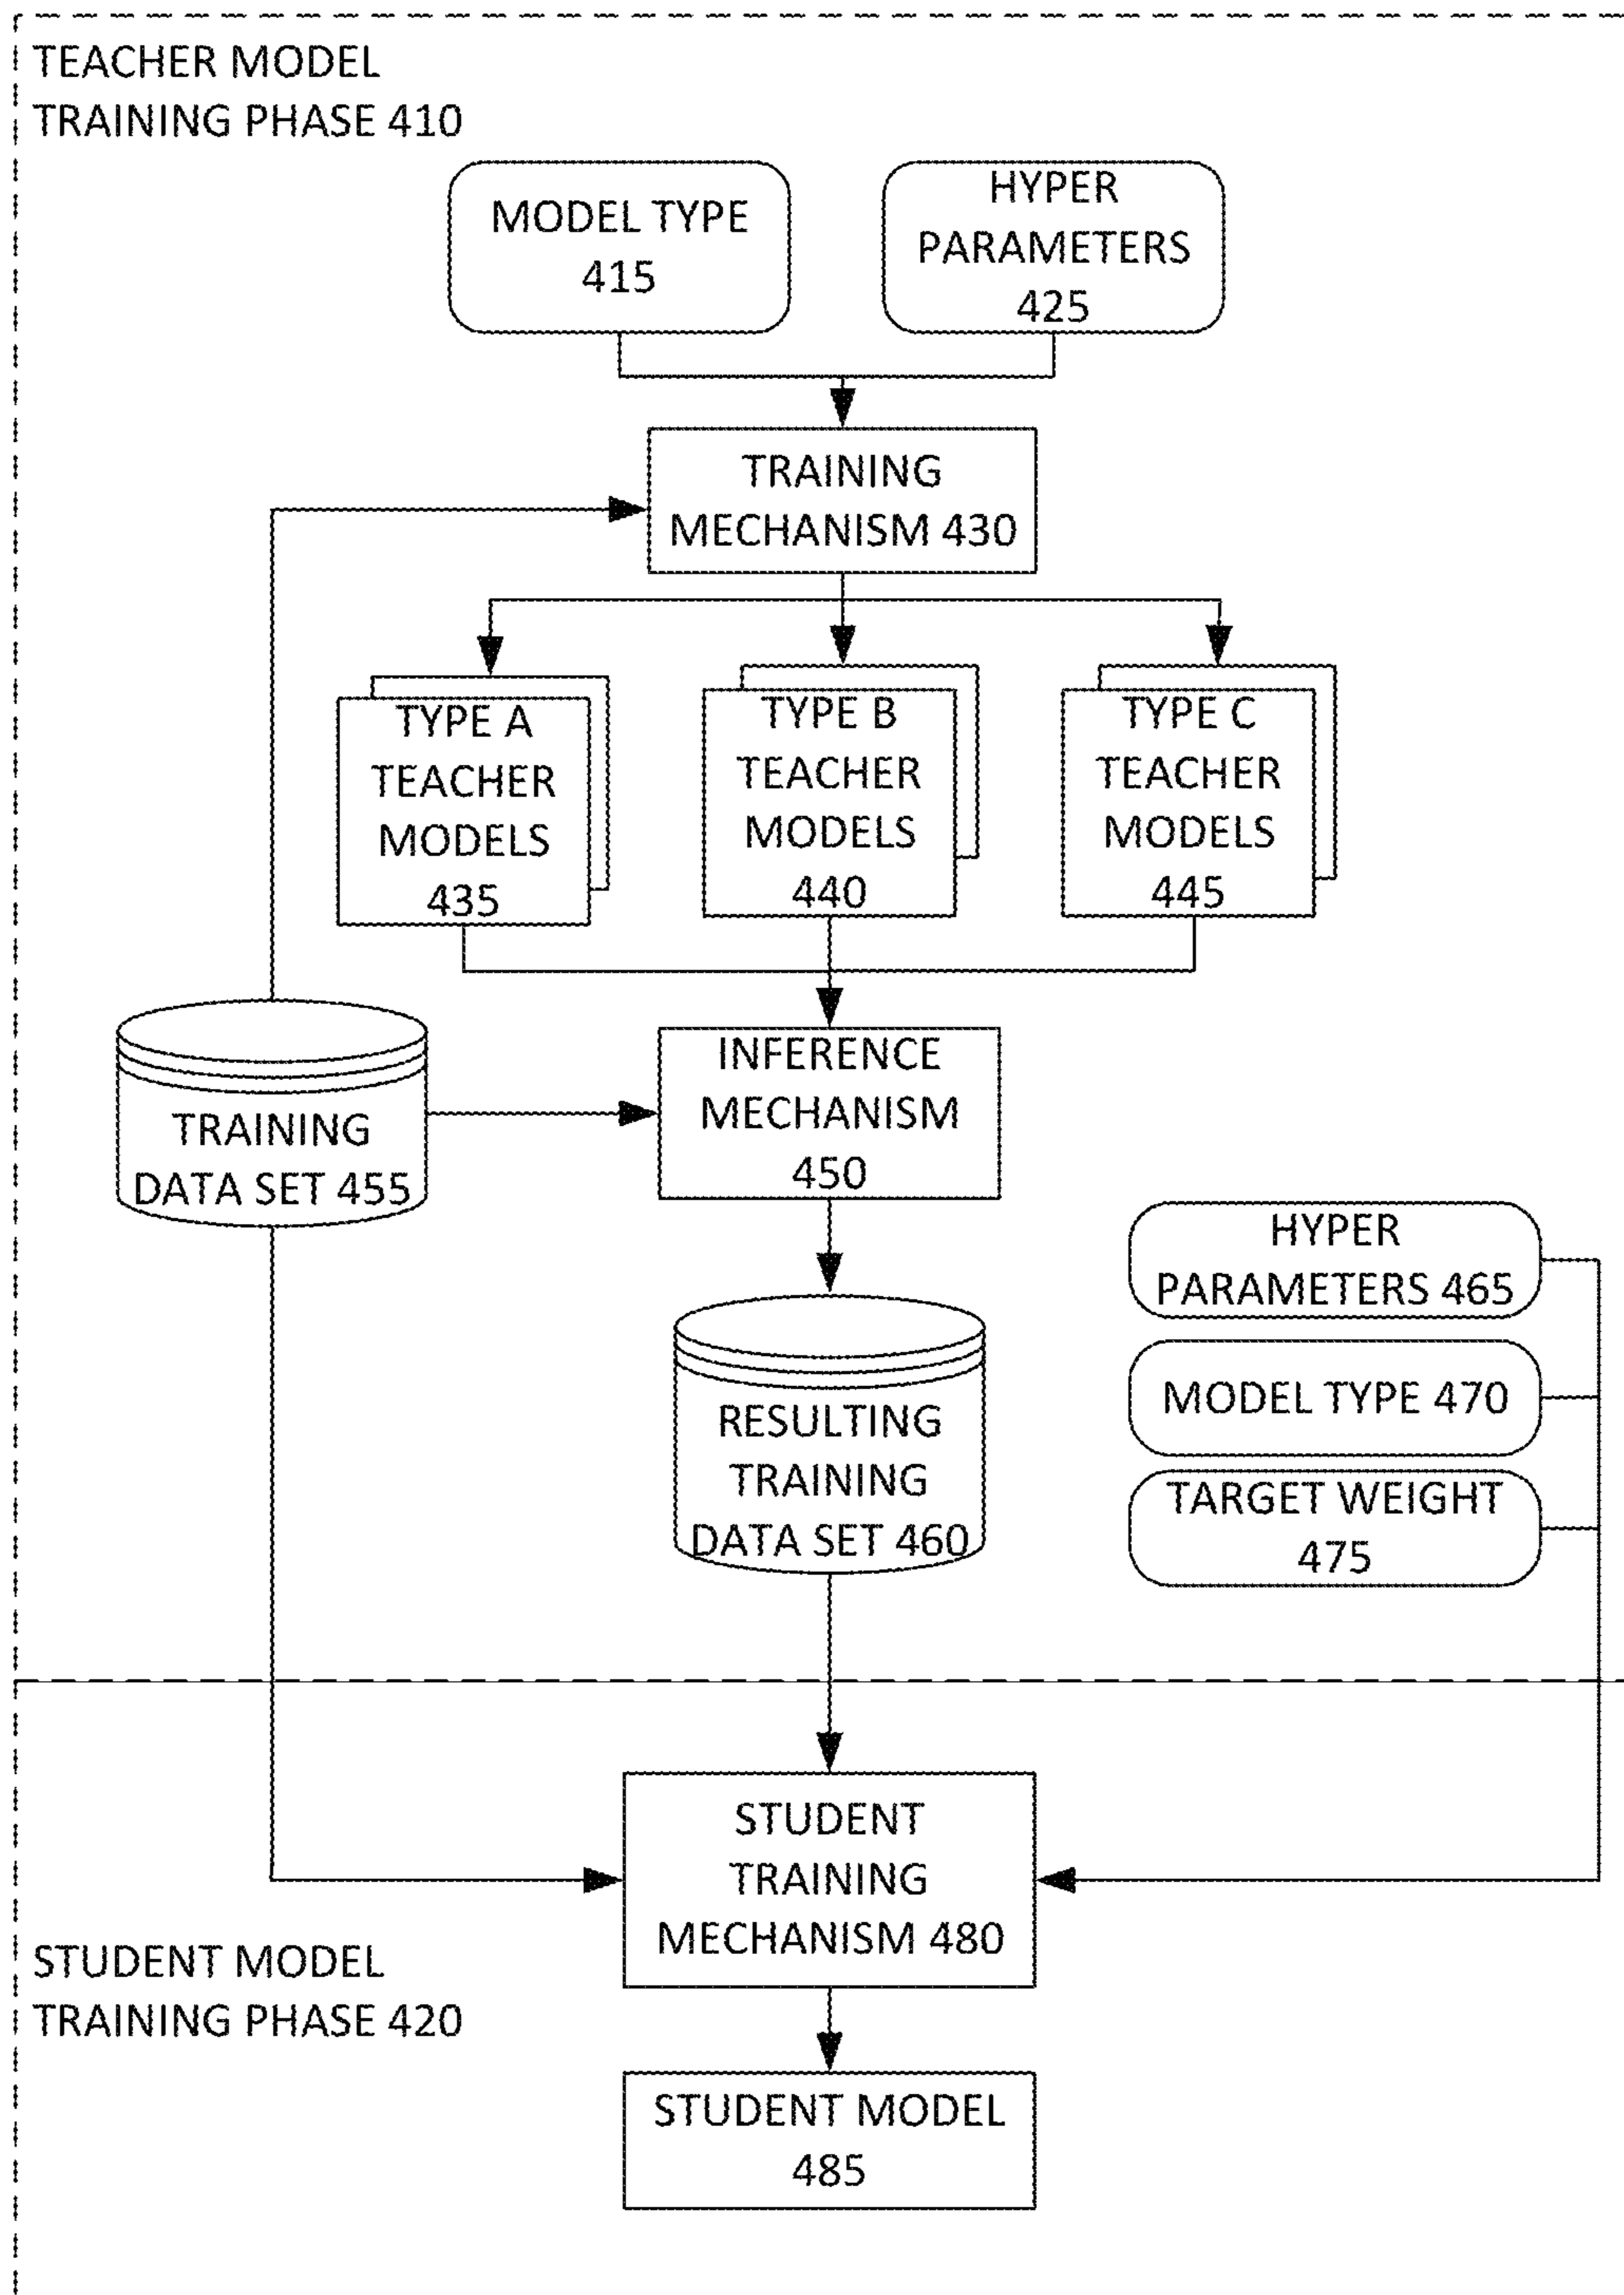 TEACHER MODEL
TRAINING PHASE 410
MODEL TYPE
415
HYPER
PARAMETERS
425
TRAINING
MECHANISM 430
TYPE A
TEACHER
MODELS
435
TYPE B
TEACHER
MODELS
440
TYPE C
TEACHER
MODELS
445
TRAINING
DATA SET 455
INFERENCE
MECHANISM
450
HYPER
PARAMETERS 465
MODEL TYPE 470
TARGET WEIGHT
475
RESULTING
TRAINING
DATA SET 460
STUDENT
TRAINING
MECHANISM 480
STUDENT MODEL
TRAINING PHASE 420
STUDENT MODEL
485